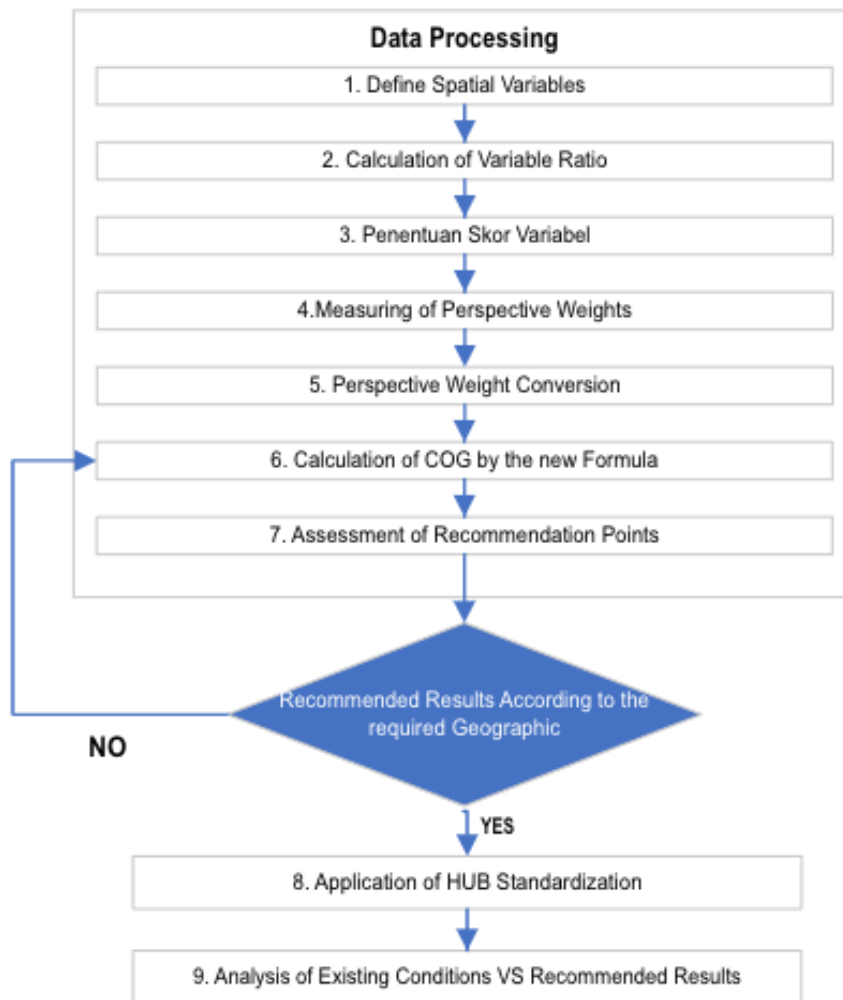 Data Processing
1. Define Spatial Variables
2. Calculation of Variable Ratio
3. Penentuan Skor Variabel
4.Measuring of Perspective Weights
5. Perspective Weight Conversion
6. Calculation of COG by the new Formula
7. Assessment of Recommendation Points
Recommended Results According to the
required Geographic
NO
YES
8. Application of HUB Standardization
9. Analysis of Existing Conditions VS Recommended Results